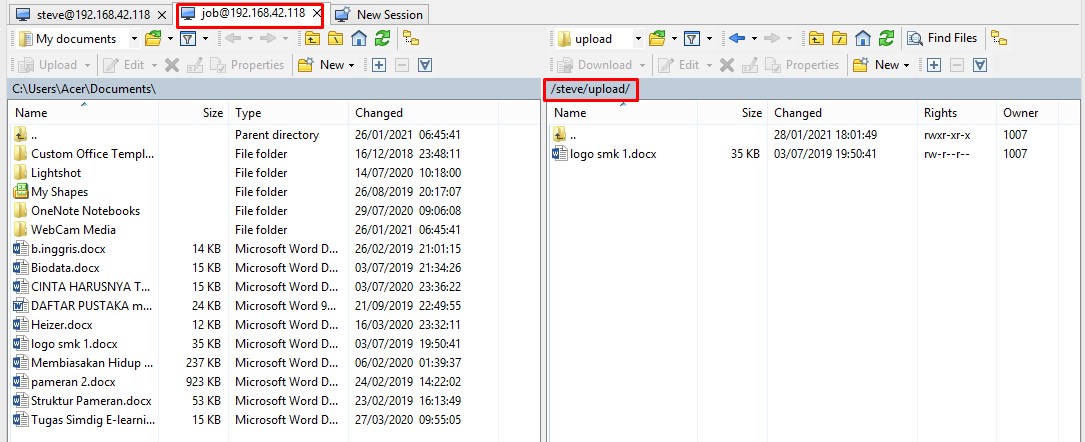 steve@192.168.42.118 × job@192.168.42.118 × New Session
My documents upload Find Files
Upload Edit Properties New Download Edit Properties New
C:\Users\Acer\Documents\ /steve/upload/
Name Size Type Changed Name Size Changed Rights Owner
.. Parent directory 26/01/2021 06:45:41 .. 28/01/2021 18:01:49 rwxr-xr-x 1007
Custom Office Templ... File folder 16/12/2018 23:48:11 logo smk 1.docx 35 KB 03/07/2019 19:50:41 rw-r--r-- 1007
Lightshot File folder 14/07/2020 10:18:00
My Shapes File folder 26/08/2019 20:17:07
OneNote Notebooks File folder 29/07/2020 09:06:08
WebCam Media File folder 26/01/2021 06:45:41
b.inggris.docx 14 KB Microsoft Word D... 26/02/2019 21:01:15
Biodata.docx 15 KB Microsoft Word D... 03/07/2019 21:34:26
CINTA HARUSNYA T... 15 KB Microsoft Word D... 03/07/2020 23:36:22
DAFTAR PUSTAKA m... 24 KB Microsoft Word 9... 21/09/2019 22:49:55
Heizer.docx 12 KB Microsoft Word D... 16/03/2020 23:32:11
logo smk 1.docx 35 KB Microsoft Word D... 03/07/2019 19:50:41
Membiasakan Hidup ... 237 KB Microsoft Word D... 06/02/2020 01:39:37
pameran 2.docx 923 KB Microsoft Word D... 24/02/2019 14:22:02
Struktur Pameran.docx 53 KB Microsoft Word D... 23/02/2019 16:13:49
Tugas Simdig E-learni... 15 KB Microsoft Word D... 27/03/2020 09:55:05